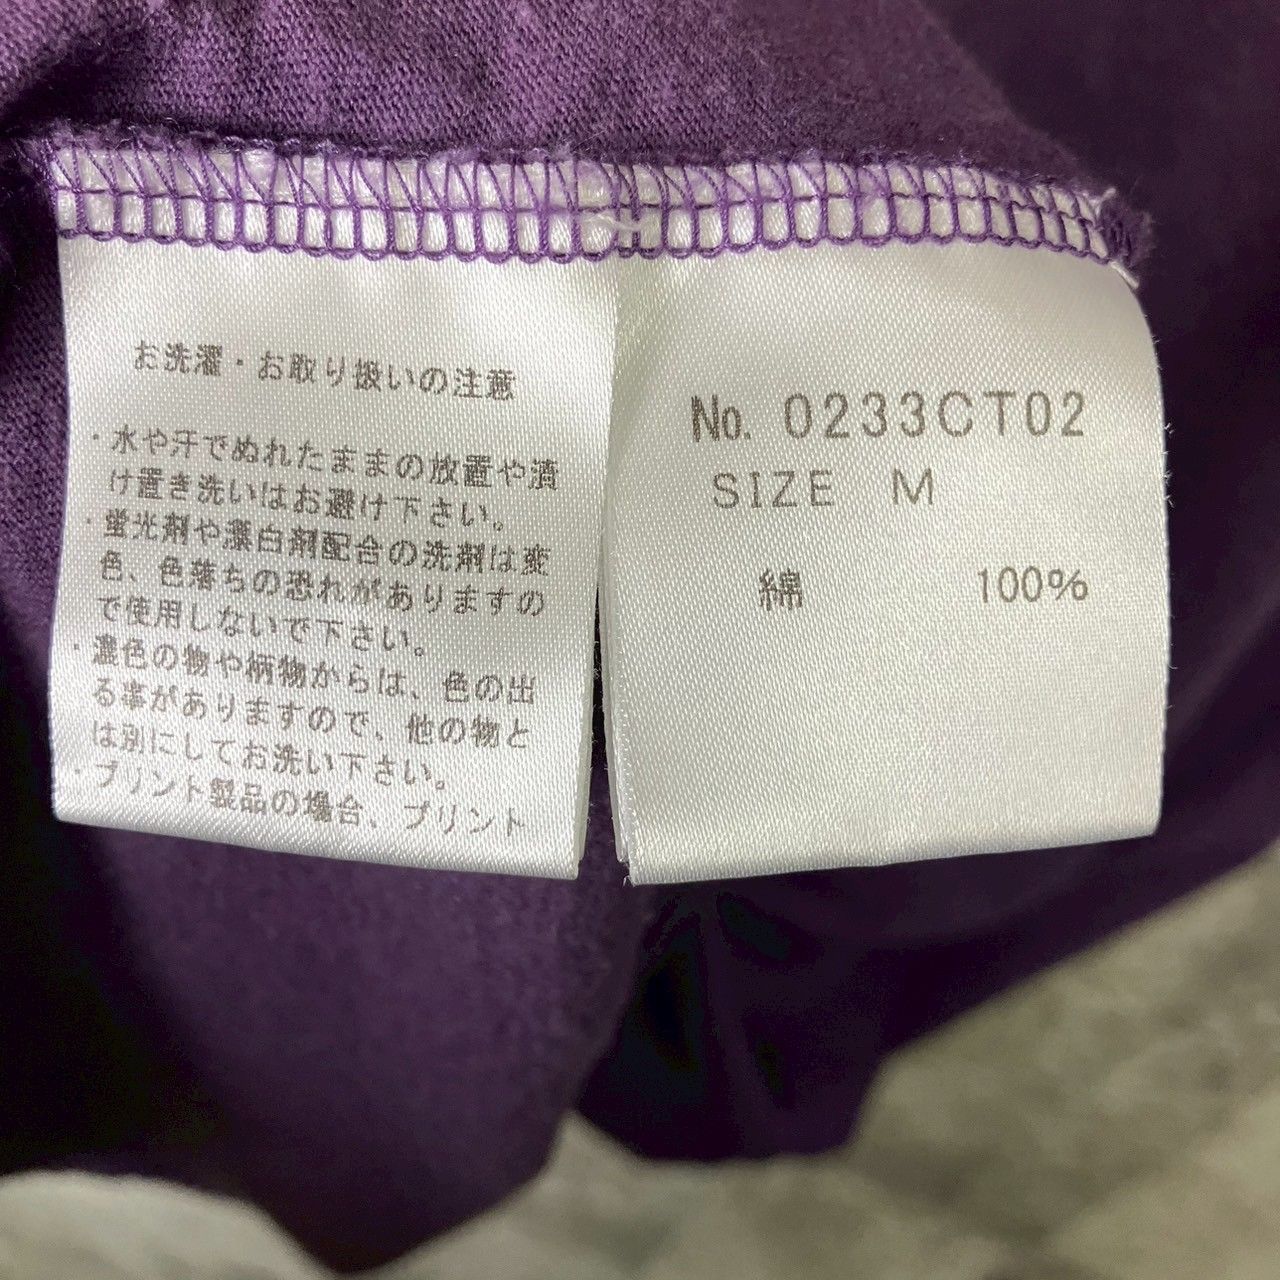 お洗濯・お取り扱いの注意
・水や汗でぬれたままの放置や漬
け置き洗いはお避け下さい。
・蛍光剤や漂白剤配合の洗剤は変
色、色落ちの恐れがありますの
で使用しないで下さい。
・濃色の物や柄物からは、色の出
る事がありますので、他の物と
は別にしてお洗い下さい。
・プリント製品の場合、プリント
No. 0233CT02
SIZE M
綿 100%